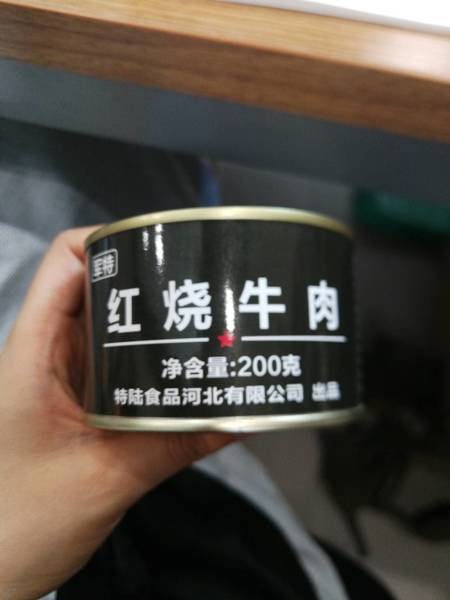 军特
红烧牛肉
净含量:200克
特陆食品河北有限公司 出品